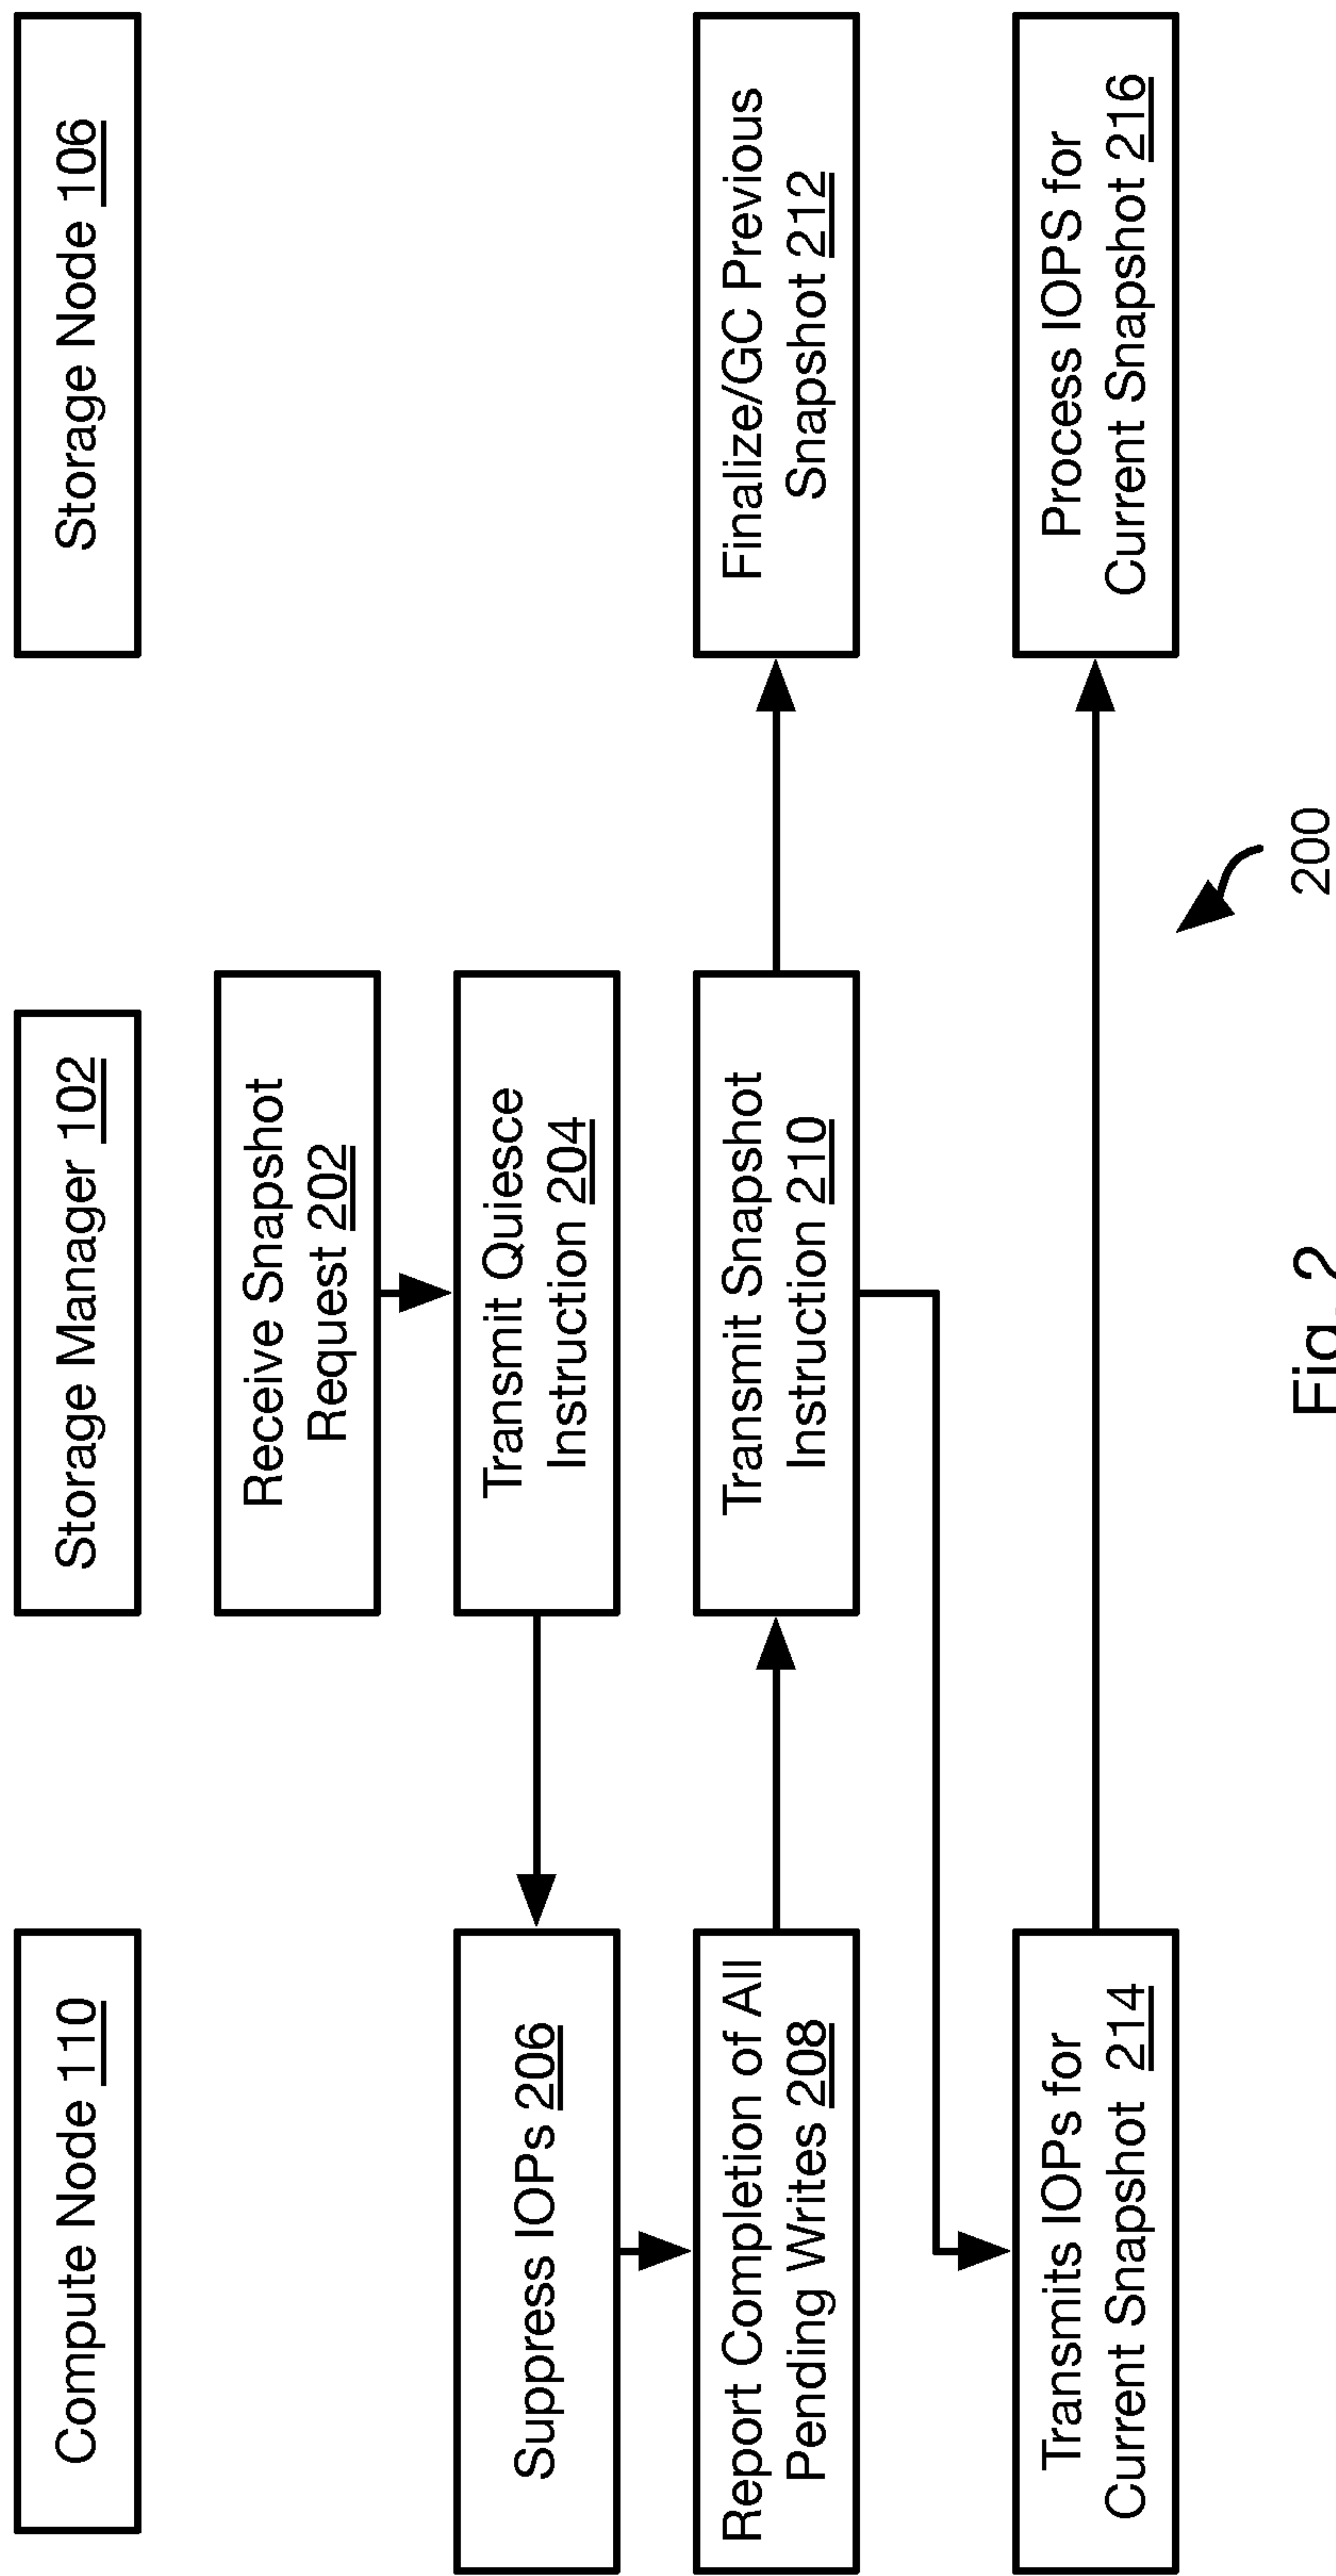 Compute Node 110
Storage Manager 102
Storage Node 106
Receive Snapshot
Request 202
Suppress IOPs 206
Transmit Quiesce
Instruction 204
Report Completion of All
Pending Writes 208
Transmit Snapshot
Instruction 210
Finalize/GC Previous
Snapshot 212
Transmits IOPs for
Current Snapshot 214
Process IOPS for
Current Snapshot 216
200
Fig. 2